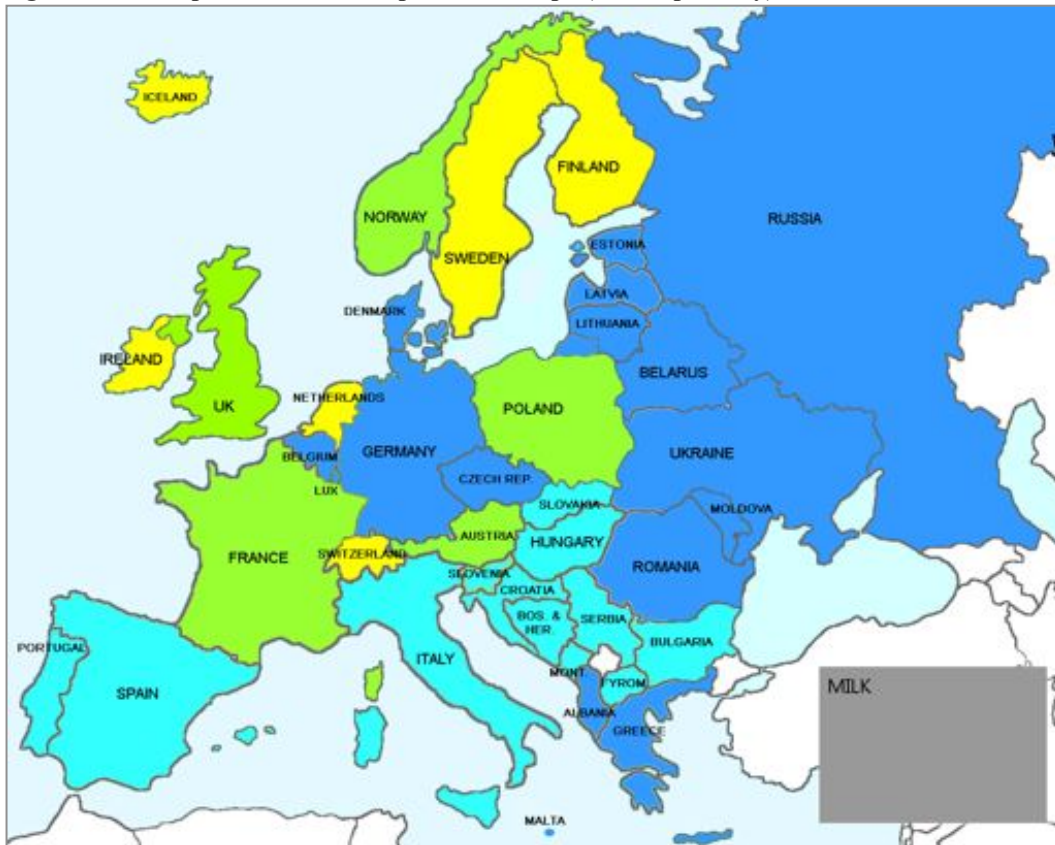 ICELAND
FINLAND
RUSSIA
NORWAY
SWEDEN
ESTONIA
LATVIA
DENMARK
LITHUANIA
IRELAND
BELARUS
NETHERLANDS
UK
POLAND
GERMANY
BELGIUM
UKRAINE
CZECH REP.
LUX
SLOVAKIA
MOLDOVA
AUSTRIA
HUNGARY
FRANCE
SWITZERLAND
ROMANIA
SLOVENIA
CROATIA
BOS. &
HER.
SERBIA
BULGARIA
PORTUGAL
ITALY
MONT.
FYROM
SPAIN
ALBANIA
GREECE
MILK
MALTA